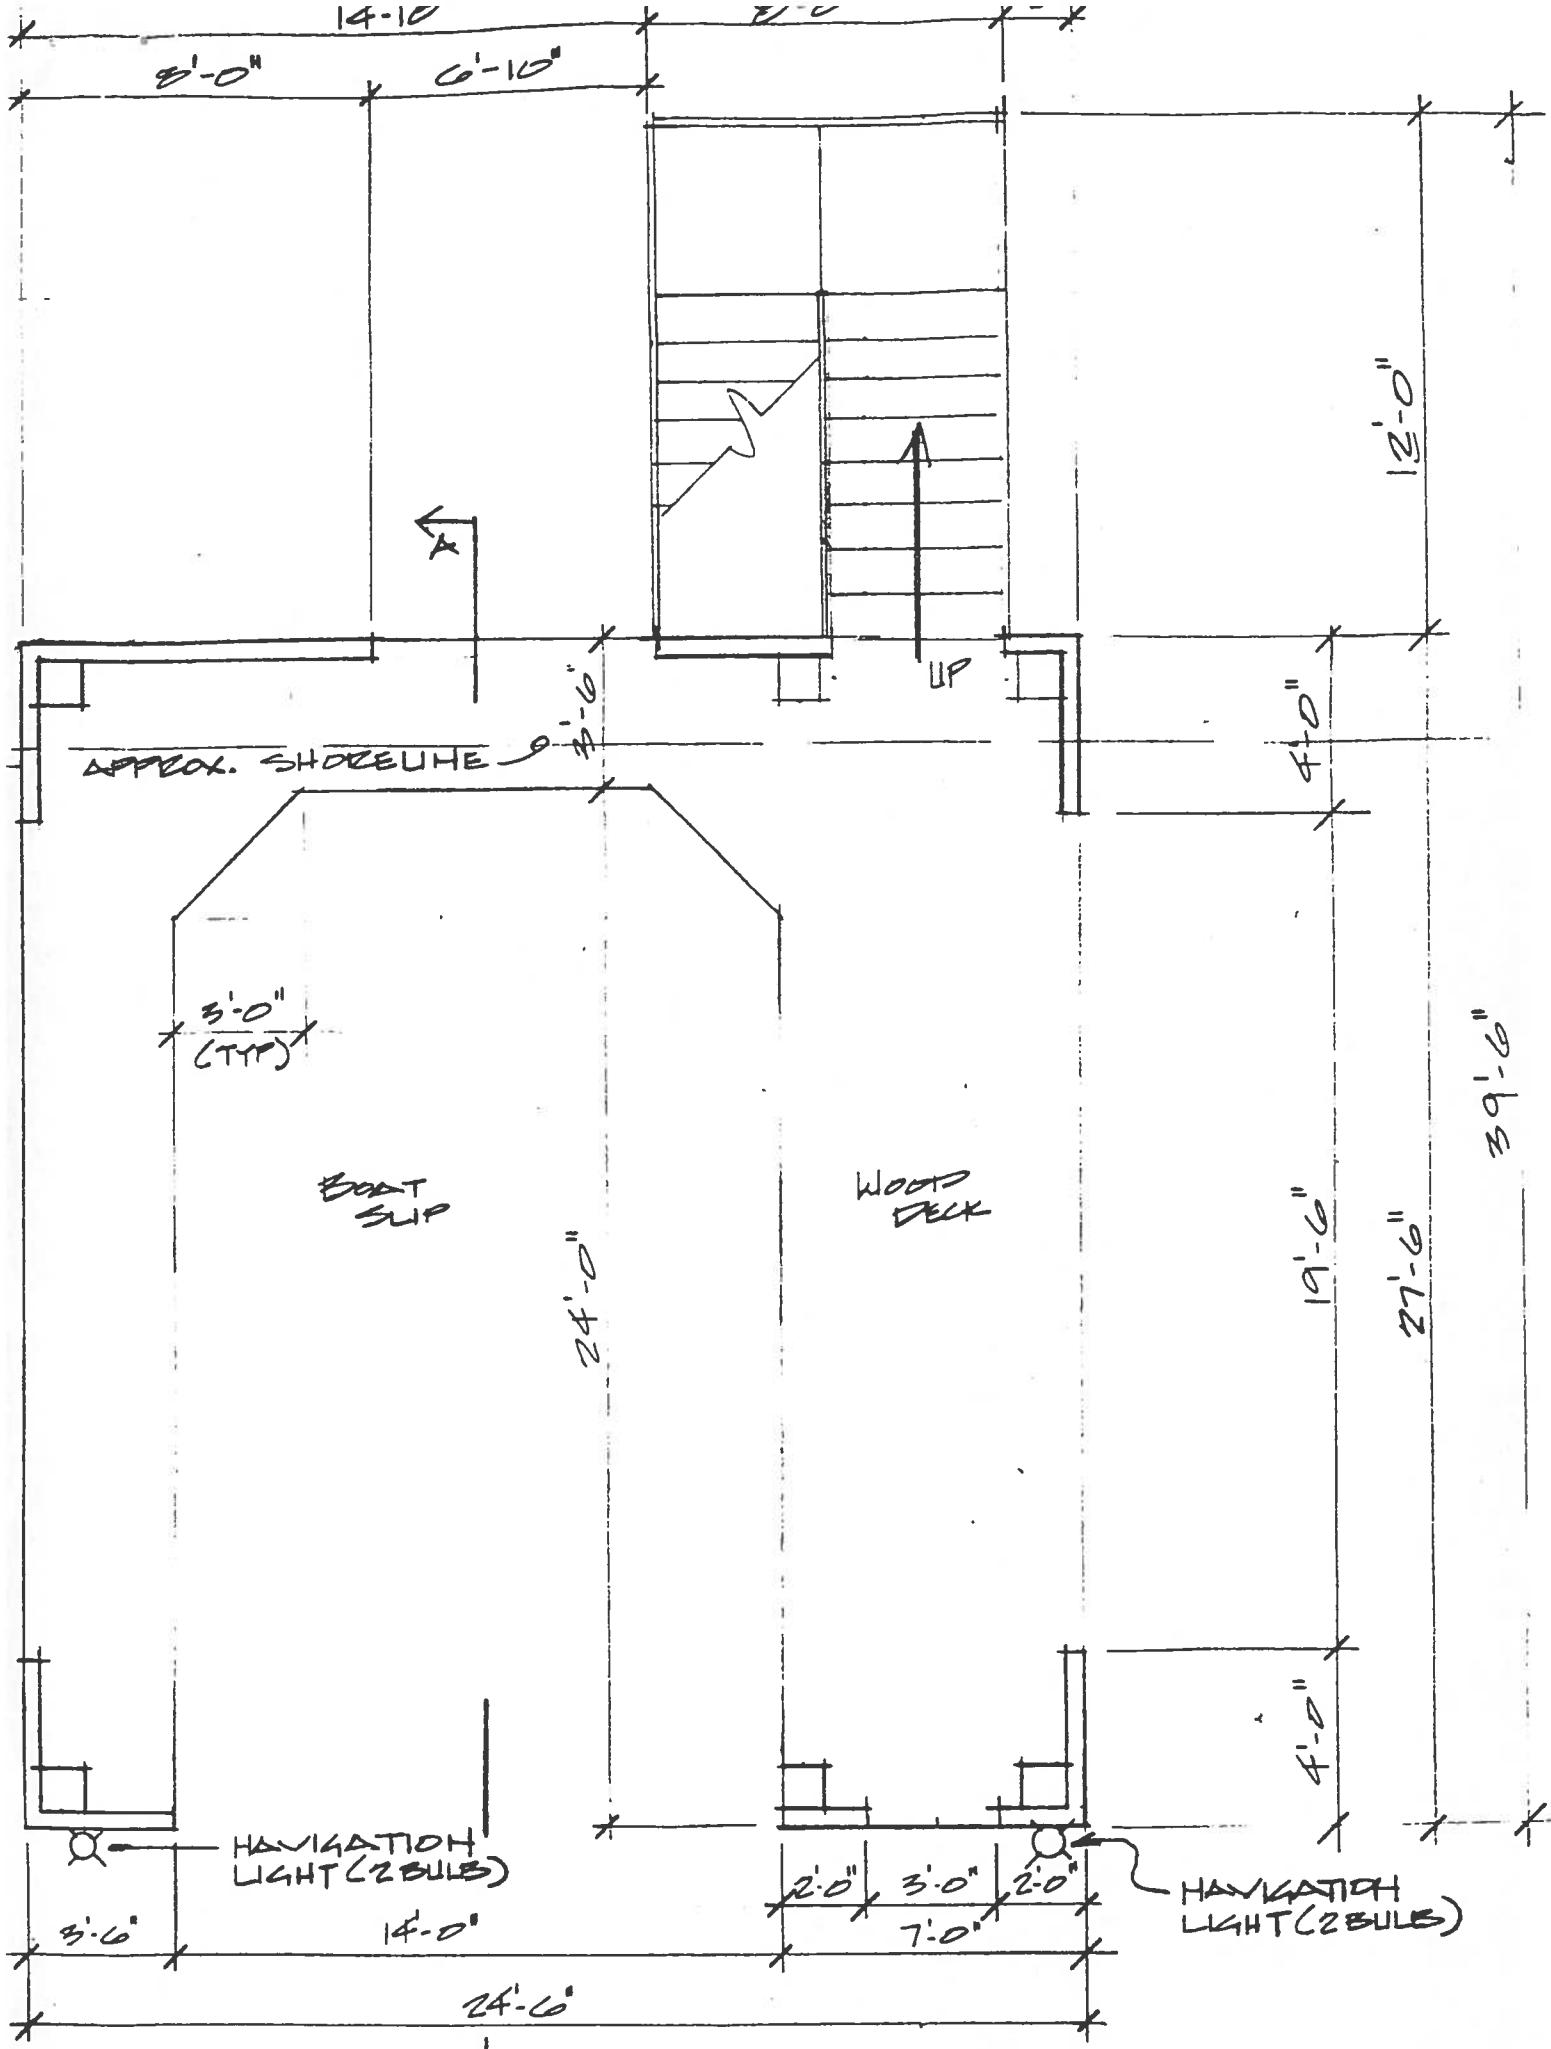 14'-10"
8'-0"
6'-10"
12'-0"
A
UP
3'-6"
4'-0"
APPROX. SHORELINE
3'-0"
(TYP)
39'-6"
BOAT
SLIP
WOOD
DECK
24'-0"
19'-6"
27'-6"
4'-0"
NAVIGATION
LIGHT (2 BULB)
2'-0"
3'-0"
2'-0"
NAVIGATION
LIGHT (2 BULB)
3'-6"
14'-0"
7'-0"
24'-6"